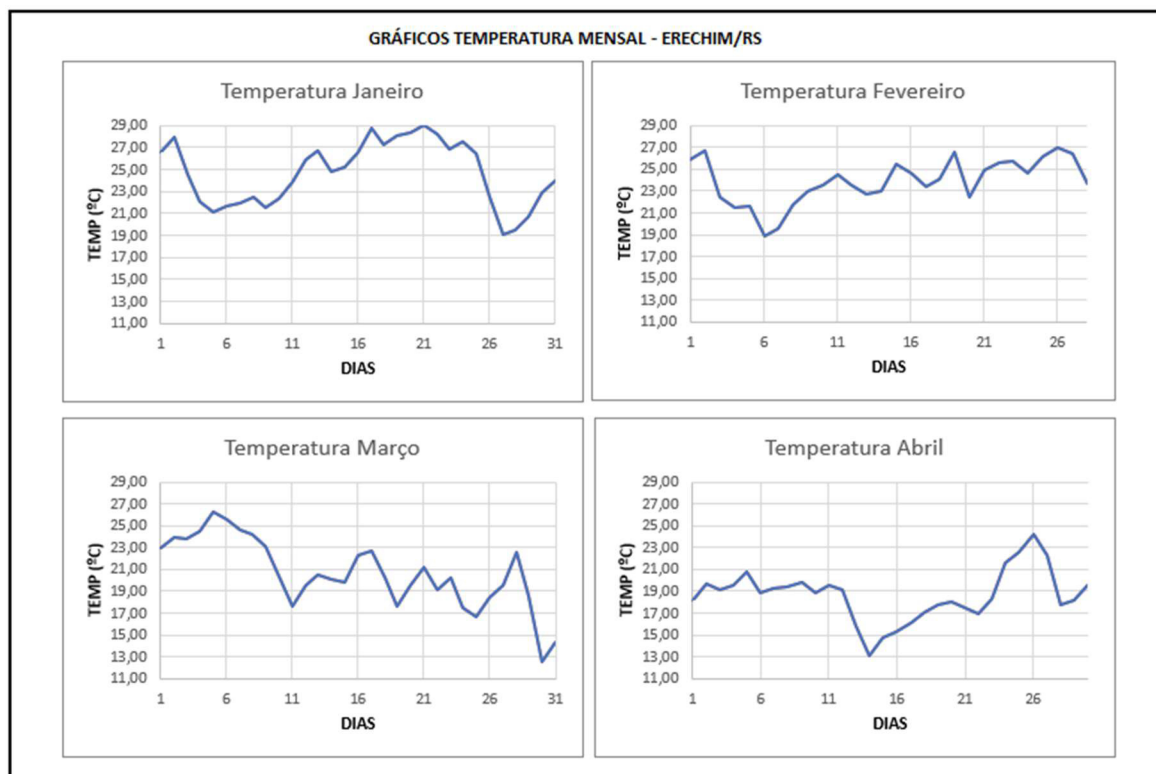 GRÁFICOS TEMPERATURA MENSAL - ERECHIM/RS
Temperatura Janeiro
TEMP (ºC)
29,00
27,00
25,00
23,00
21,00
19,00
17,00
15,00
13,00
11,00
1 6 11 16 21 26 31
DIAS
Temperatura Fevereiro
TEMP (ºC)
29,00
27,00
25,00
23,00
21,00
19,00
17,00
15,00
13,00
11,00
1 6 11 16 21 26
DIAS
Temperatura Março
TEMP (ºC)
29,00
27,00
25,00
23,00
21,00
19,00
17,00
15,00
13,00
11,00
1 6 11 16 21 26 31
DIAS
Temperatura Abril
TEMP (ºC)
29,00
27,00
25,00
23,00
21,00
19,00
17,00
15,00
13,00
11,00
1 6 11 16 21 26
DIAS